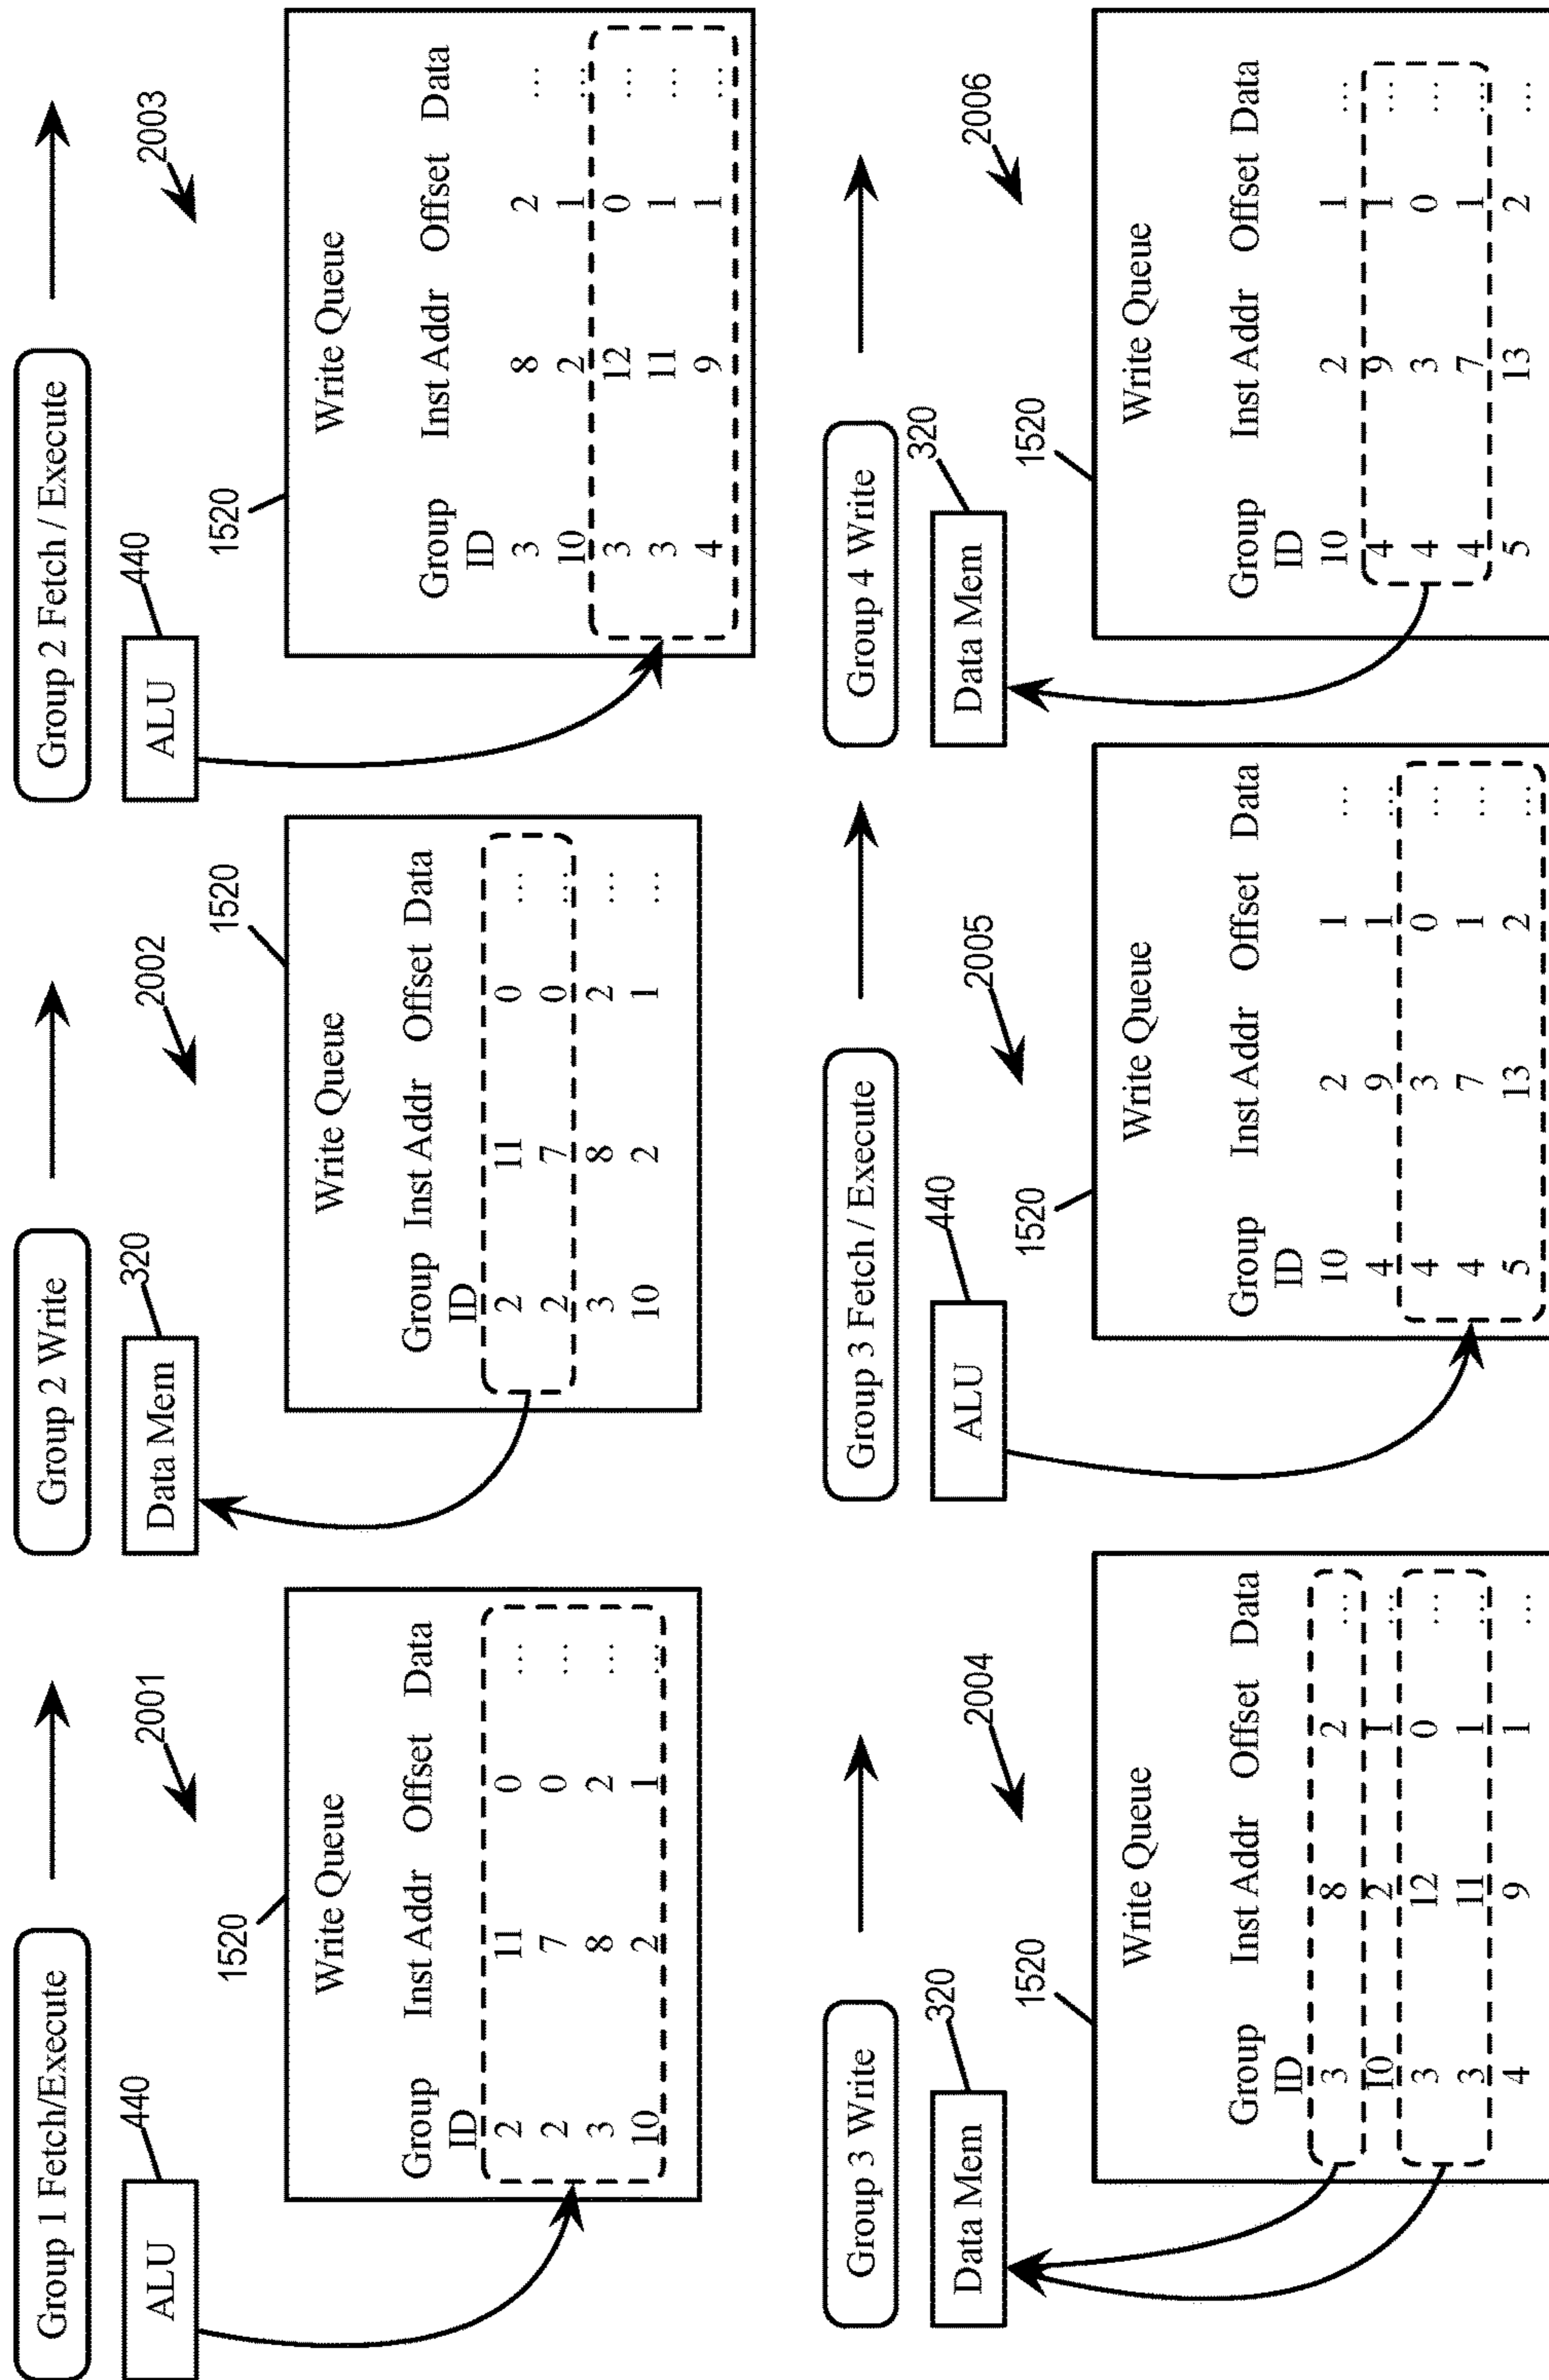 Group 1 Fetch/Execute
440
ALU
2001
1520
Write Queue
Group ID Inst Addr Offset Data
2 11 0 ...
2 7 0 ...
3 8 2 ...
10 2 1 ...
Group 2 Write
320
Data Mem
2002
1520
Write Queue
Group ID Inst Addr Offset Data
2 11 0 ...
2 7 0 ...
3 8 2 ...
10 2 1 ...
Group 2 Fetch / Execute
440
ALU
2003
1520
Write Queue
Group ID Inst Addr Offset Data
3 8 2 ...
10 2 1 ...
3 12 0 ...
3 11 1 ...
4 9 1 ...
Group 3 Write
320
Data Mem
2004
1520
Write Queue
Group ID Inst Addr Offset Data
3 8 2 ...
10 2 1 ...
3 12 0 ...
3 11 1 ...
4 9 1 ...
Group 3 Fetch / Execute
440
ALU
2005
1520
Write Queue
Group ID Inst Addr Offset Data
10 2 1 ...
4 9 1 ...
4 3 0 ...
4 7 1 ...
5 13 2 ...
Group 4 Write
320
Data Mem
2006
1520
Write Queue
Group ID Inst Addr Offset Data
10 2 1 ...
4 9 1 ...
4 3 0 ...
4 7 1 ...
5 13 2 ...